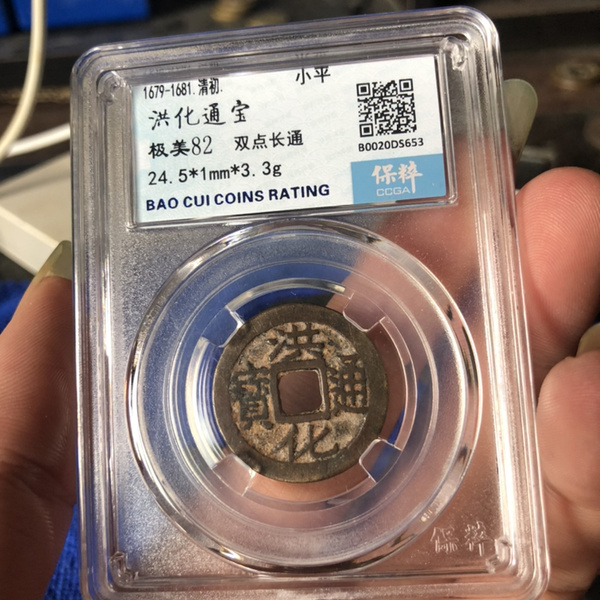 1679-1681.清初.
小平
洪化通宝
极美82 双点长通
24.5*1mm*3.3g
BAO CUI COINS RATING
B0020DS653
保粹
CCGA
洪化通寶
保粹